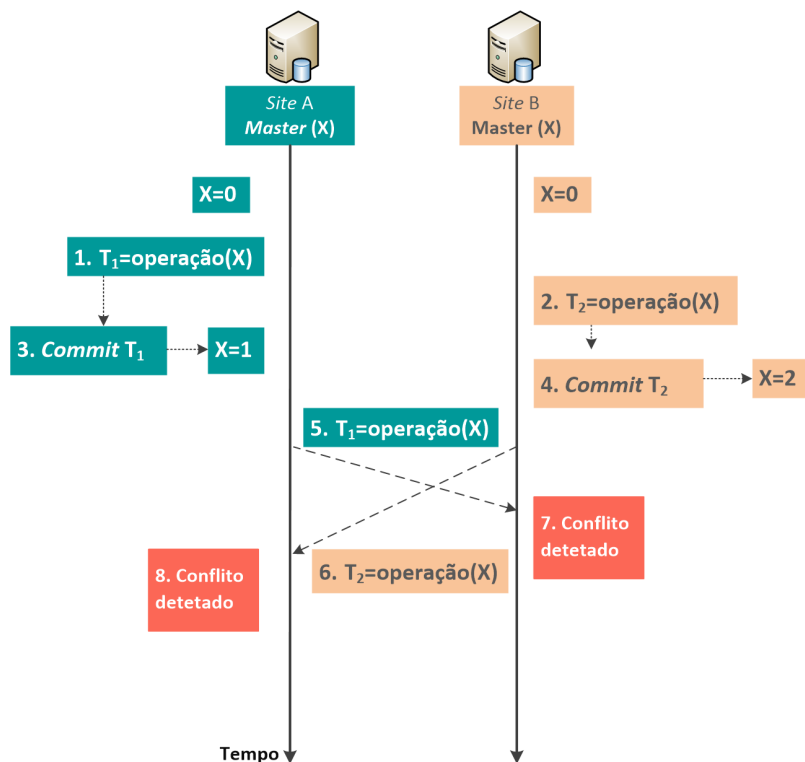 Site A
Master (X)
Site B
Master (X)
X=0
X=0
1. T₁=operação(X)
2. T₂=operação(X)
3. Commit T₁
X=1
4. Commit T₂
X=2
5. T₁=operação(X)
7. Conflito
detetado
8. Conflito
detetado
6. T₂=operação(X)
Tempo